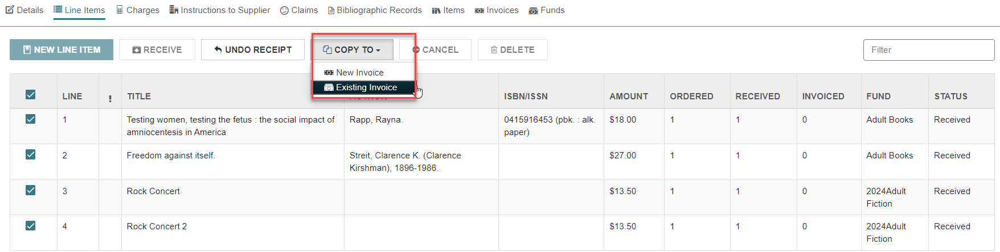 Details Line Items Charges Instructions to Supplier Claims Bibliographic Records Items Invoices Funds
NEW LINE ITEM RECEIVE UNDO RECEIPT COPY TO CANCEL DELETE Filter
New Invoice
Existing Invoice
LINE ! TITLE ISBN/ISSN AMOUNT ORDERED RECEIVED INVOICED FUND STATUS
1 Testing women, testing the fetus : the social impact of Rapp, Rayna. 0415916453 (pbk. : alk. $18.00 1 1 0 Adult Books Received
amniocentesis in America paper)
2 Freedom against itself. Streit, Clarence K. (Clarence $27.00 1 1 0 Adult Books Received
Kirshman), 1896-1986.
3 Rock Concert $13.50 1 1 0 2024Adult Received
Fiction
4 Rock Concert 2 $13.50 1 1 0 2024Adult Received
Fiction